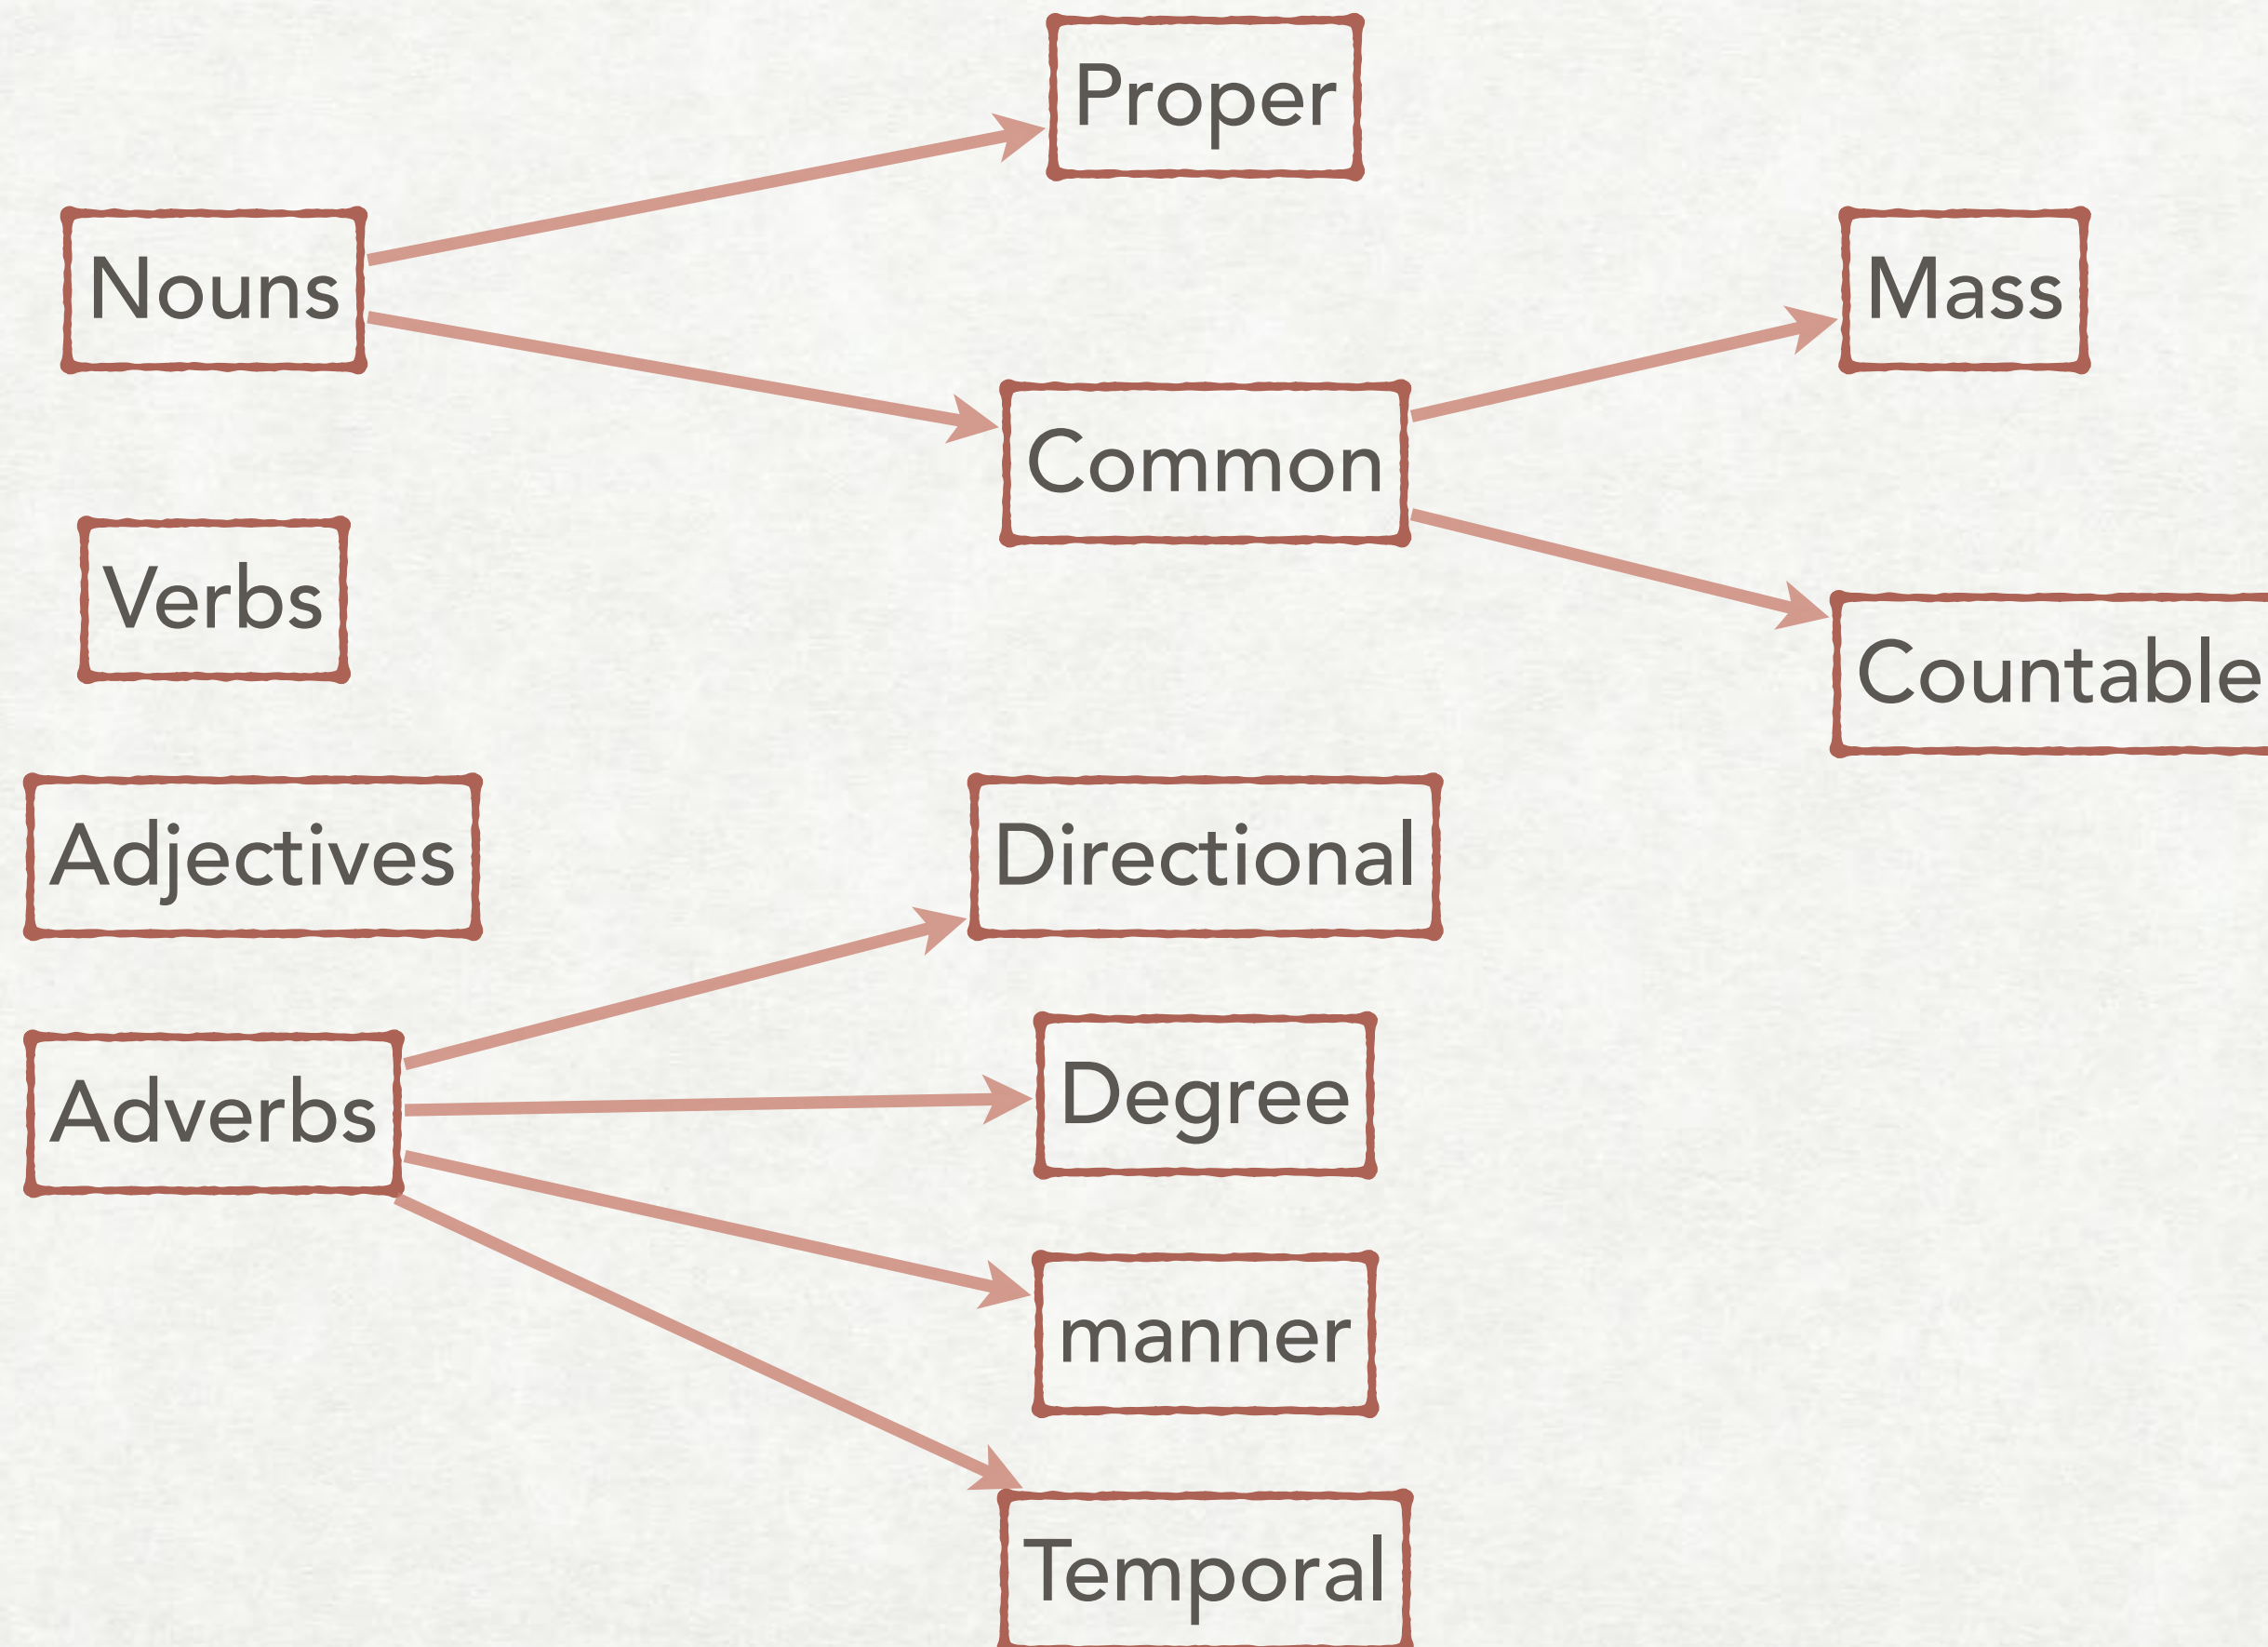 Proper
Nouns
Mass
Common
Verbs
Countable
Adjectives
Directional
Adverbs
Degree
manner
Temporal